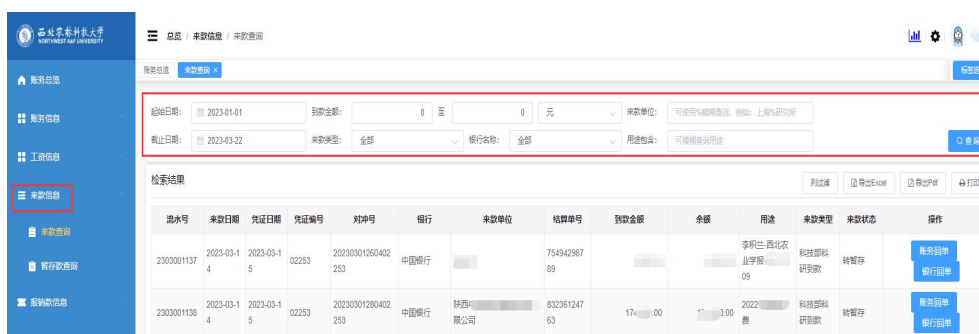 西北农林科技大学
NORTHWEST A&F UNIVERSITY
总览 / 来款信息 / 来款查询
账务总览
账务总览 来款查询 ×
账务信息
工资信息
来款信息
来款查询
暂存款查询
报销款信息
起始日期: 2023-01-01 到款金额: 0 至 0 元 来款单位: 可使用%模糊查找, 例如: 上海%研究所
截止日期: 2023-03-22 来款类型: 全部 银行名称: 全部 用途包含: 可模糊查询用途
查询
检索结果 列过滤 导出Excel 导出Pdf 打印
流水号 来款日期 凭证日期 凭证编号 对冲号 银行 来款单位 结算单号 到款金额 余额 用途 来款类型 来款状态 操作
2303001137 2023-03-14 2023-03-15 02253 20230301260402253 中国银行 75494298789 李积兰-西北农业学报 09 科技部科研到款 转暂存 账务回单 银行回单
2303001138 2023-03-14 2023-03-15 02253 20230301280402253 中国银行 陕西 限公司 83236124763 17 .00 .00 2022 费 科技部科研到款 转暂存 账务回单 银行回单